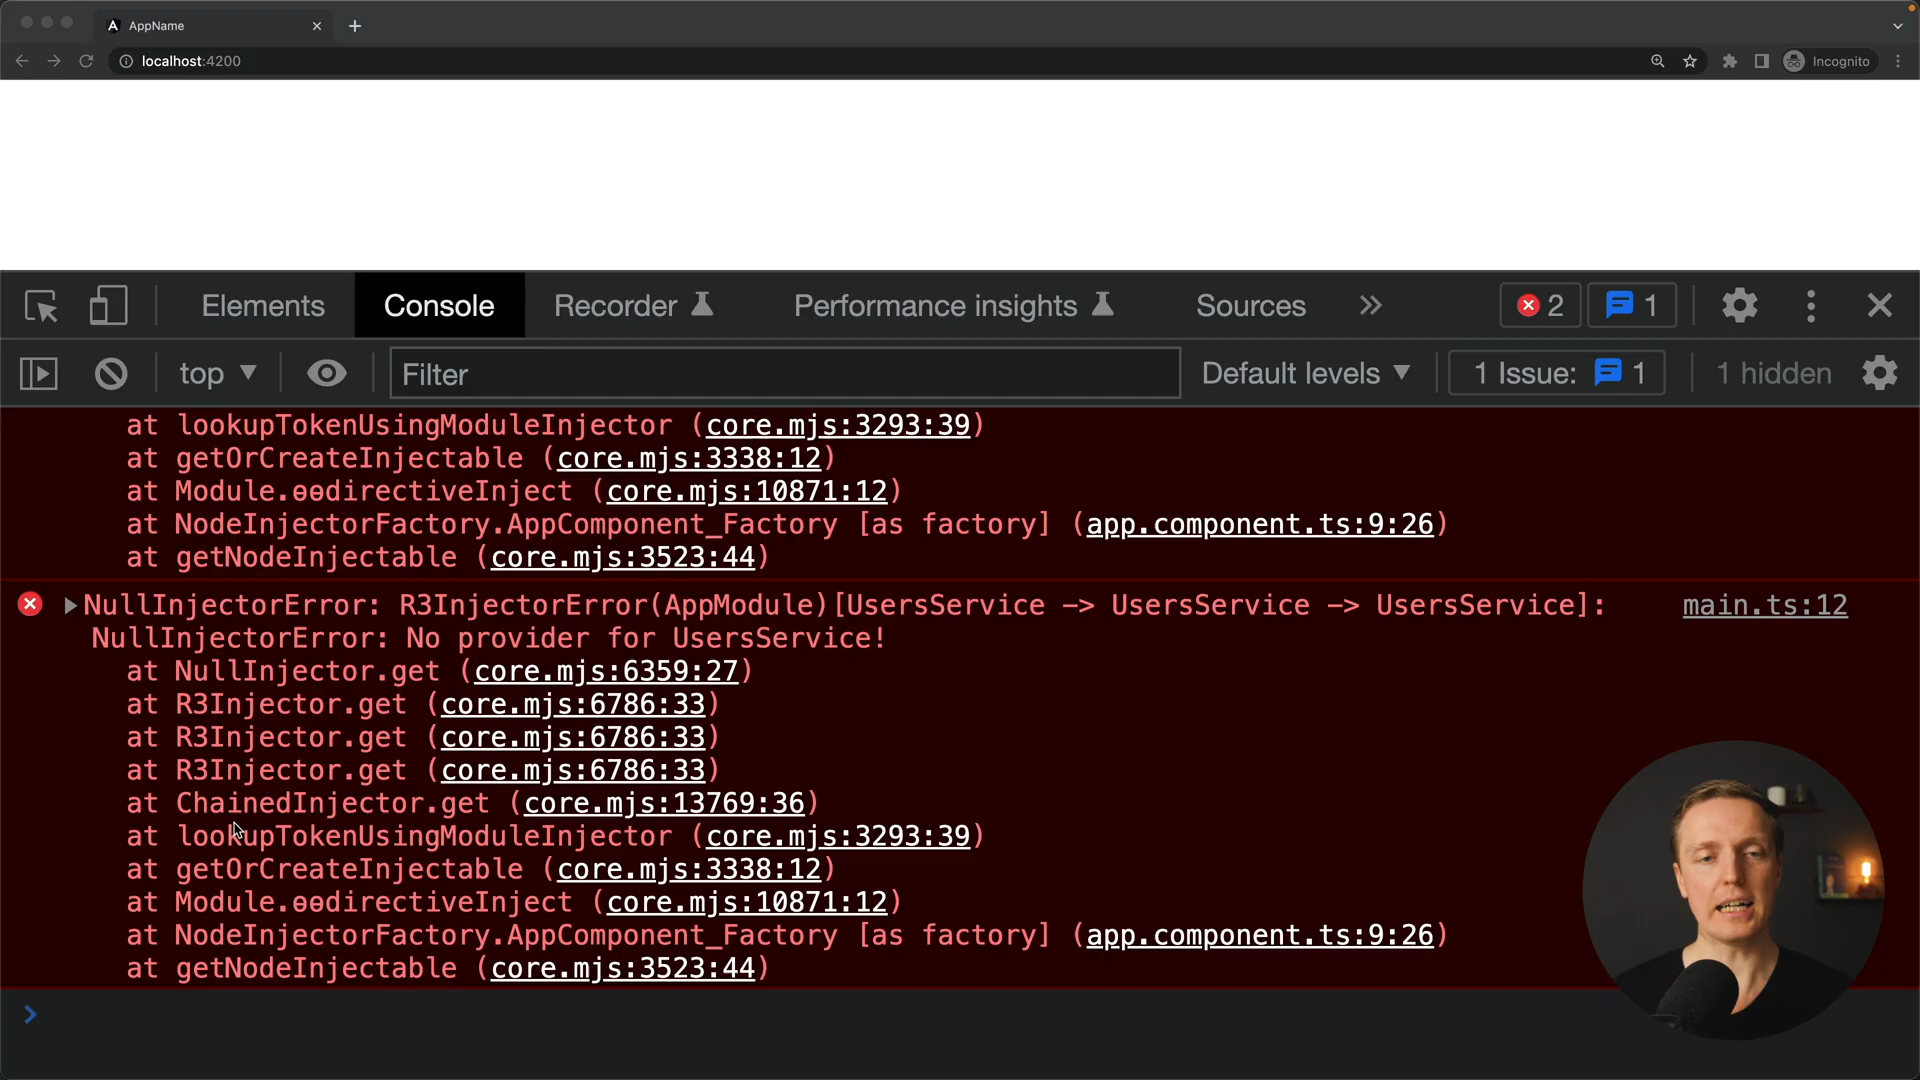 AppName
localhost:4200
Incognito
Elements
Console
Recorder
Performance insights
Sources
2
1
top
Filter
Default levels
1 Issue:
1
1 hidden
at lookupTokenUsingModuleInjector (core.mjs:3293:39)
at getOrCreateInjectable (core.mjs:3338:12)
at Module.ɵɵdirectiveInject (core.mjs:10871:12)
at NodeInjectorFactory.AppComponent_Factory [as factory] (app.component.ts:9:26)
at getNodeInjectable (core.mjs:3523:44)
NullInjectorError: R3InjectorError(AppModule)[UsersService -> UsersService -> UsersService]: main.ts:12
NullInjectorError: No provider for UsersService!
at NullInjector.get (core.mjs:6359:27)
at R3Injector.get (core.mjs:6786:33)
at R3Injector.get (core.mjs:6786:33)
at R3Injector.get (core.mjs:6786:33)
at ChainedInjector.get (core.mjs:13769:36)
at lookupTokenUsingModuleInjector (core.mjs:3293:39)
at getOrCreateInjectable (core.mjs:3338:12)
at Module.ɵɵdirectiveInject (core.mjs:10871:12)
at NodeInjectorFactory.AppComponent_Factory [as factory] (app.component.ts:9:26)
at getNodeInjectable (core.mjs:3523:44)